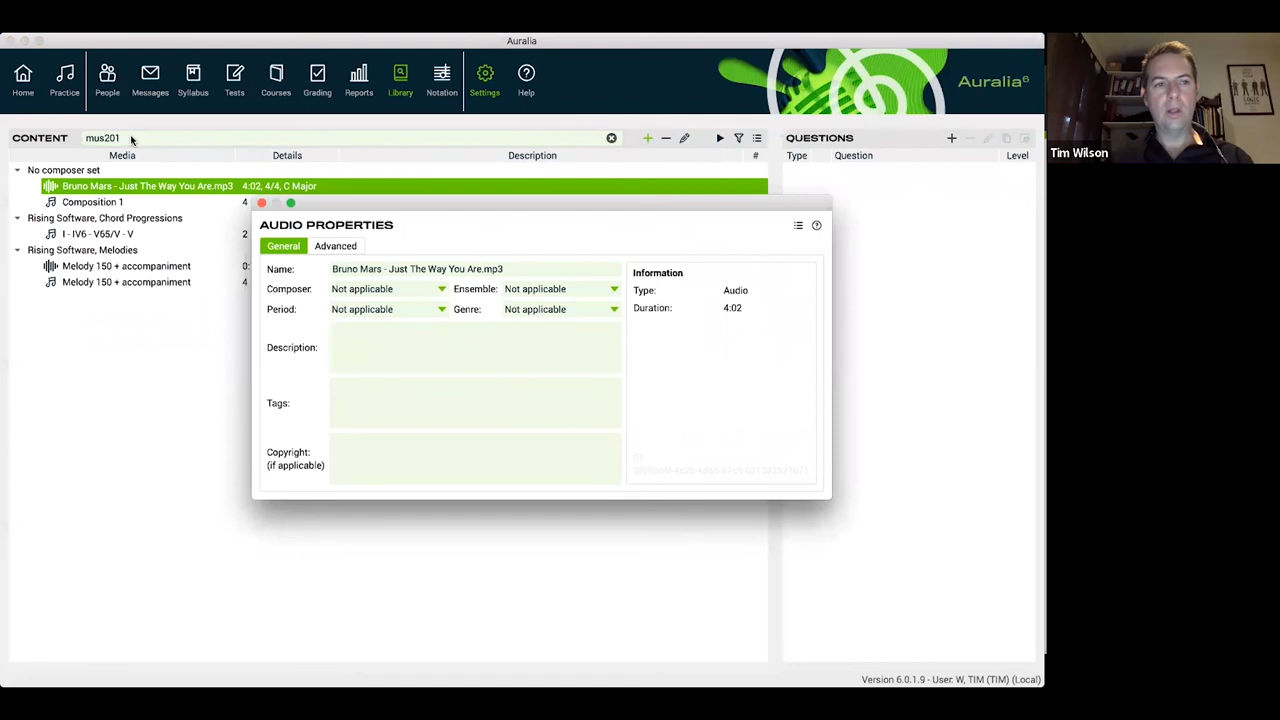 Auralia
Home Practice People Messages Syllabus Tests Courses Grading Reports Library Notation Settings Help
Auralia6
Tim Wilson
CONTENT mus201 QUESTIONS
Media Details Description # Type Question Level
No composer set
Bruno Mars - Just The Way You Are.mp3 4:02, 4/4, C Major
Composition 1 4
Rising Software, Chord Progressions
I - IV6 - V65/V - V 2
Rising Software, Melodies
Melody 150 + accompaniment 0:
Melody 150 + accompaniment 4
AUDIO PROPERTIES
General Advanced
Name: Bruno Mars - Just The Way You Are.mp3
Composer: Not applicable Ensemble: Not applicable
Period: Not applicable Genre: Not applicable
Description:
Tags:
Copyright:
(if applicable)
Information
Type: Audio
Duration: 4:02
ID:
Version 6.0.1.9 - User: W, TIM (TIM) (Local)